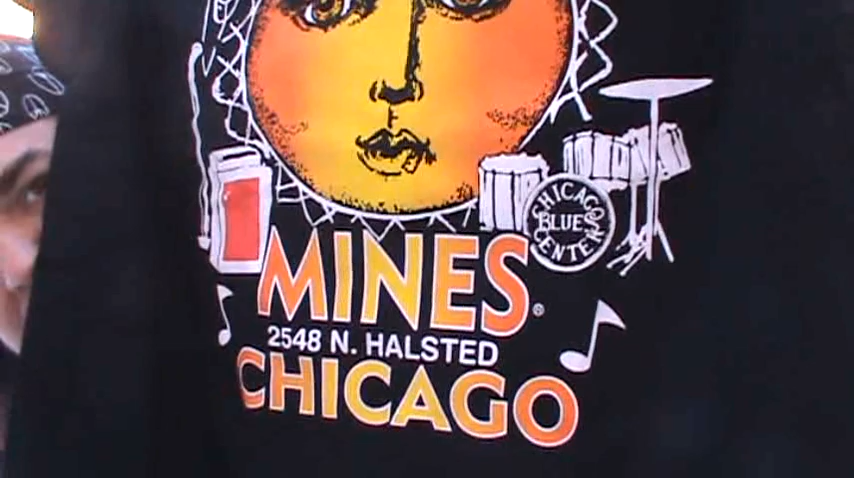 CHICAGO
BLUES
CENTER
MINES®
2548 N. HALSTED
CHICAGO